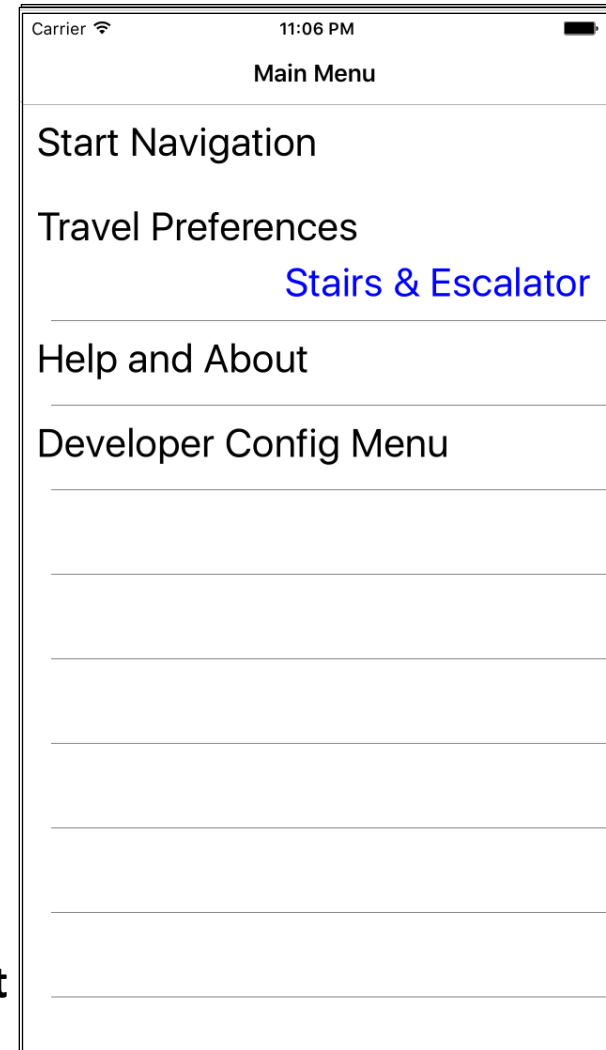 Carrier
11:06 PM
Main Menu
Start Navigation
Travel Preferences
Stairs & Escalator
Help and About
Developer Config Menu
t